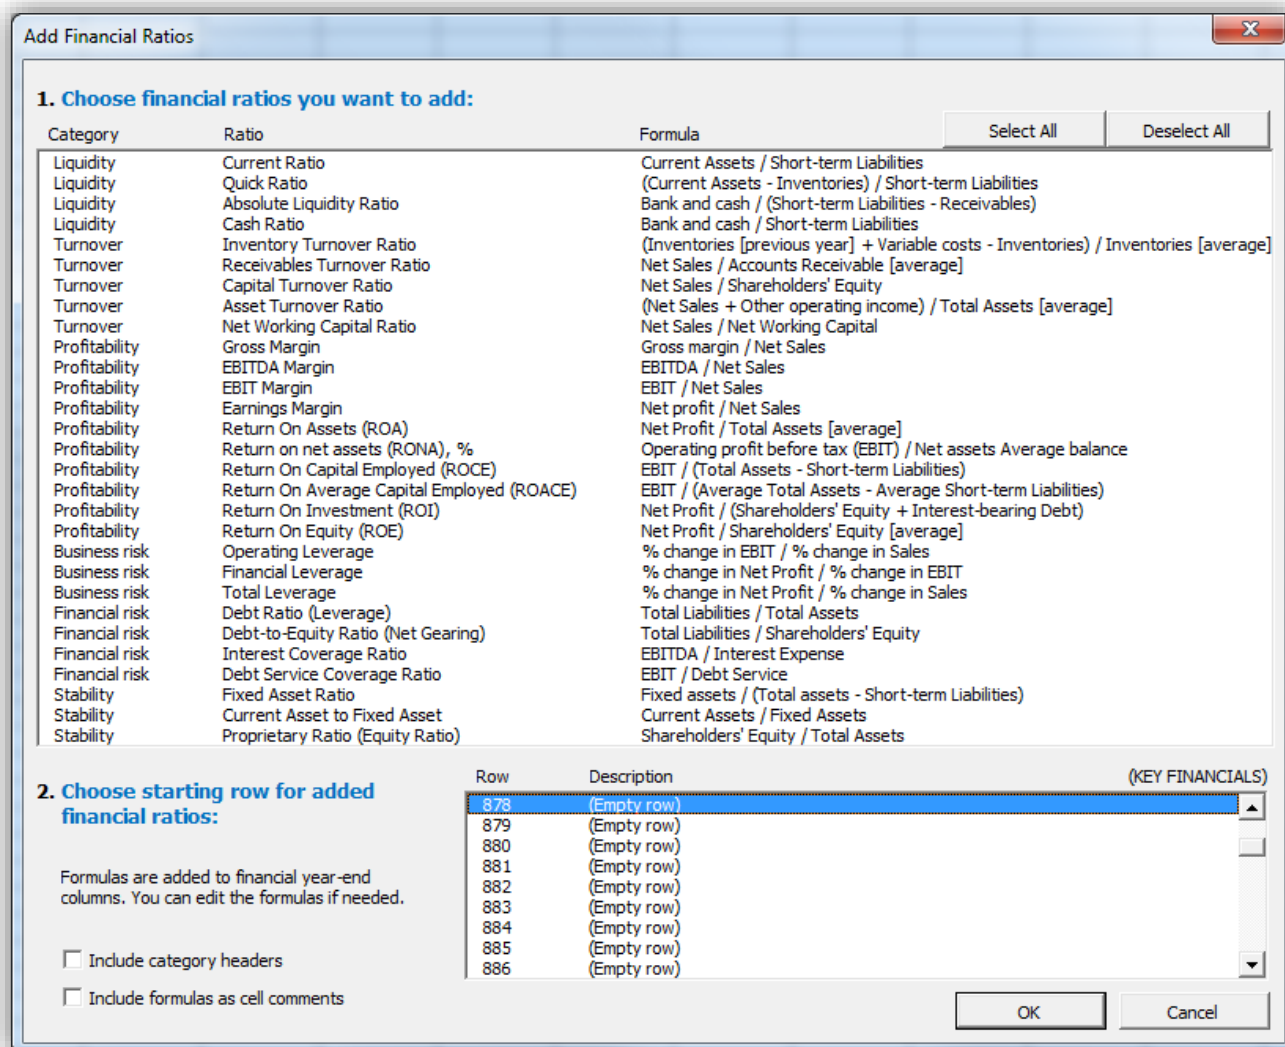 Add Financial Ratios
x
1. Choose financial ratios you want to add:
Select All
Deselect All
Category Ratio Formula
Liquidity Current Ratio Current Assets / Short-term Liabilities
Liquidity Quick Ratio (Current Assets - Inventories) / Short-term Liabilities
Liquidity Absolute Liquidity Ratio Bank and cash / (Short-term Liabilities - Receivables)
Liquidity Cash Ratio Bank and cash / Short-term Liabilities
Turnover Inventory Turnover Ratio (Inventories [previous year] + Variable costs - Inventories) / Inventories [average]
Turnover Receivables Turnover Ratio Net Sales / Accounts Receivable [average]
Turnover Capital Turnover Ratio Net Sales / Shareholders' Equity
Turnover Asset Turnover Ratio (Net Sales + Other operating income) / Total Assets [average]
Turnover Net Working Capital Ratio Net Sales / Net Working Capital
Profitability Gross Margin Gross margin / Net Sales
Profitability EBITDA Margin EBITDA / Net Sales
Profitability EBIT Margin EBIT / Net Sales
Profitability Earnings Margin Net profit / Net Sales
Profitability Return On Assets (ROA) Net Profit / Total Assets [average]
Profitability Return on net assets (RONA), % Operating profit before tax (EBIT) / Net assets Average balance
Profitability Return On Capital Employed (ROCE) EBIT / (Total Assets - Short-term Liabilities)
Profitability Return On Average Capital Employed (ROACE) EBIT / (Average Total Assets - Average Short-term Liabilities)
Profitability Return On Investment (ROI) Net Profit / (Shareholders' Equity + Interest-bearing Debt)
Profitability Return On Equity (ROE) Net Profit / Shareholders' Equity [average]
Business risk Operating Leverage % change in EBIT / % change in Sales
Business risk Financial Leverage % change in Net Profit / % change in EBIT
Business risk Total Leverage % change in Net Profit / % change in Sales
Financial risk Debt Ratio (Leverage) Total Liabilities / Total Assets
Financial risk Debt-to-Equity Ratio (Net Gearing) Total Liabilities / Shareholders' Equity
Financial risk Interest Coverage Ratio EBITDA / Interest Expense
Financial risk Debt Service Coverage Ratio EBIT / Debt Service
Stability Fixed Asset Ratio Fixed assets / (Total assets - Short-term Liabilities)
Stability Current Asset to Fixed Asset Current Assets / Fixed Assets
Stability Proprietary Ratio (Equity Ratio) Shareholders' Equity / Total Assets
2. Choose starting row for added
financial ratios:
Formulas are added to financial year-end
columns. You can edit the formulas if needed.
Include category headers
Include formulas as cell comments
Row Description (KEY FINANCIALS)
878 (Empty row)
879 (Empty row)
880 (Empty row)
881 (Empty row)
882 (Empty row)
883 (Empty row)
884 (Empty row)
885 (Empty row)
886 (Empty row)
OK
Cancel